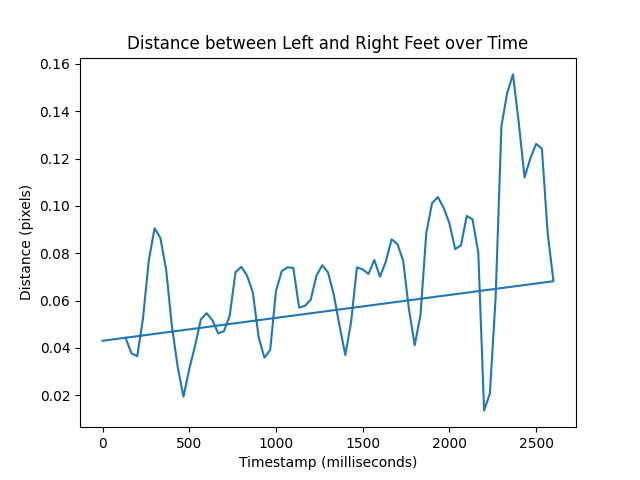 Distance between Left and Right Feet over Time
0.16
0.14
0.12
0.10
0.08
0.06
0.04
0.02
Distance (pixels)
0 500 1000 1500 2000 2500
Timestamp (milliseconds)